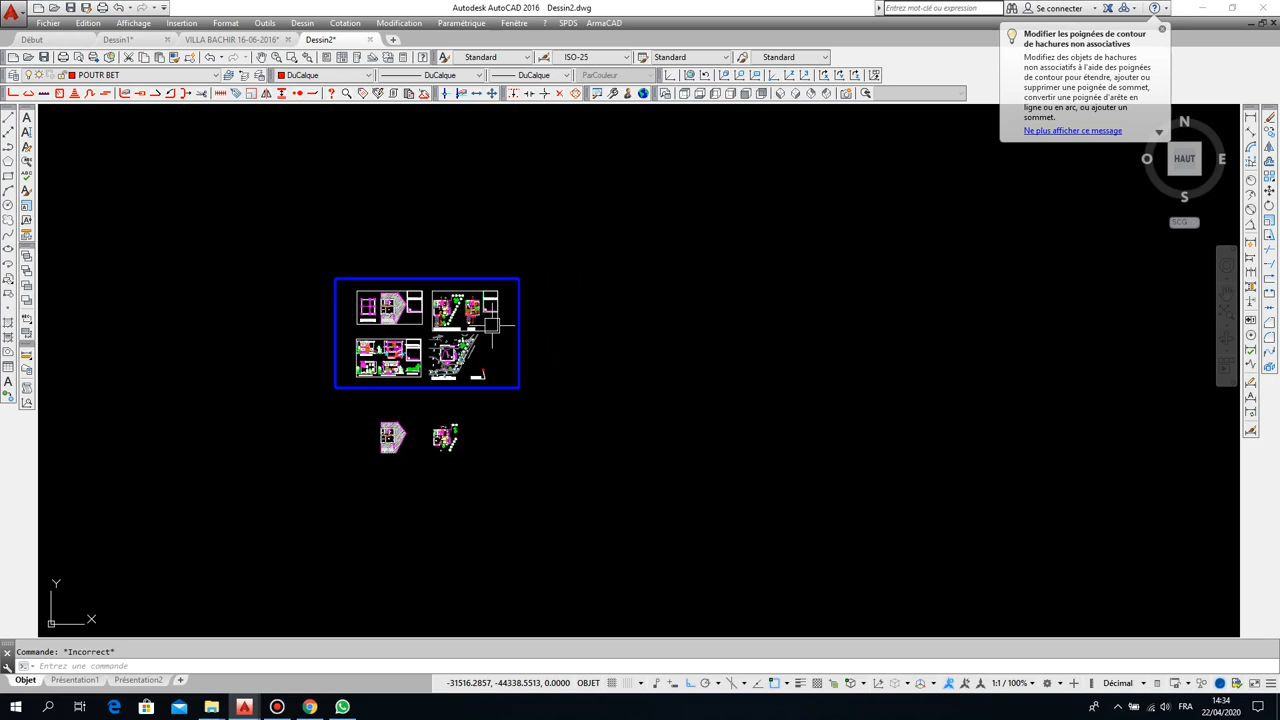 Autodesk AutoCAD 2016 Dessin2.dwg
Entrez mot-clé ou expression
Se connecter
Fichier Edition Affichage Insertion Format Outils Dessin Cotation Modification Paramétrique Fenêtre ? SPDS ArmaCAD
Début Dessin1* VILLA BACHIR 16-06-2016* Dessin2*
Standard ISO-25 Standard Standard
POUTR BET DuCalque DuCalque DuCalque ParCouleur
Modifier les poignées de contour
de hachures non associatives
Modifiez des objets de hachures
non associatifs à l'aide des poignées
de contour pour étendre, ajouter ou
supprimer une poignée de sommet,
convertir une poignée d'arête en
ligne ou en arc, ou ajouter un
sommet.
Ne plus afficher ce message
N
O HAUT E
S
SCG
Y
X
Commande: *Incorrect*
Entrez une commande
Objet Présentation1 Présentation2
-31516.2857, -44338.5513, 0.0000 OBJET 1:1 / 100% Décimal
FRA
14:34
22/04/2020